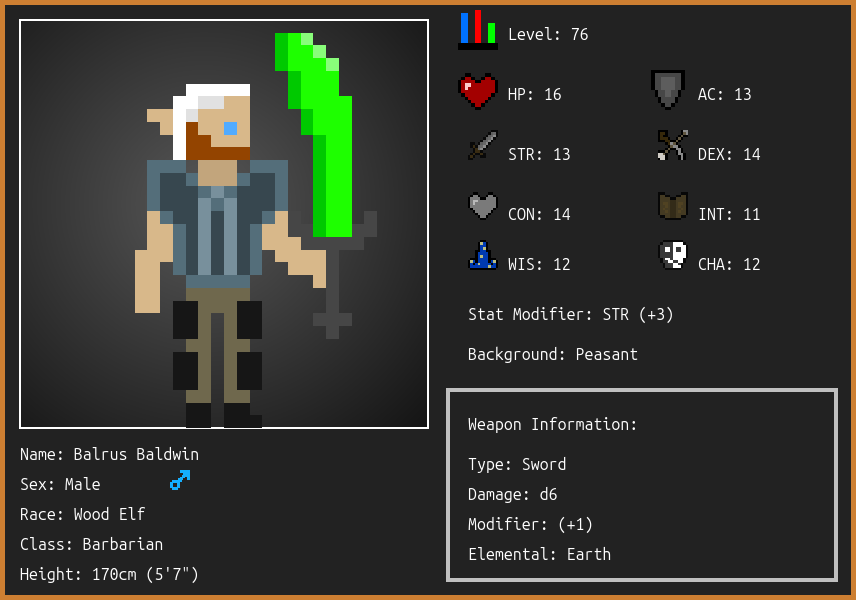 Level: 76
HP: 16
AC: 13
STR: 13
DEX: 14
CON: 14
INT: 11
WIS: 12
CHA: 12
Stat Modifier: STR (+3)
Background: Peasant
Weapon Information:
Type: Sword
Damage: d6
Modifier: (+1)
Elemental: Earth
Name: Balrus Baldwin
Sex: Male
Race: Wood Elf
Class: Barbarian
Height: 170cm (5'7")